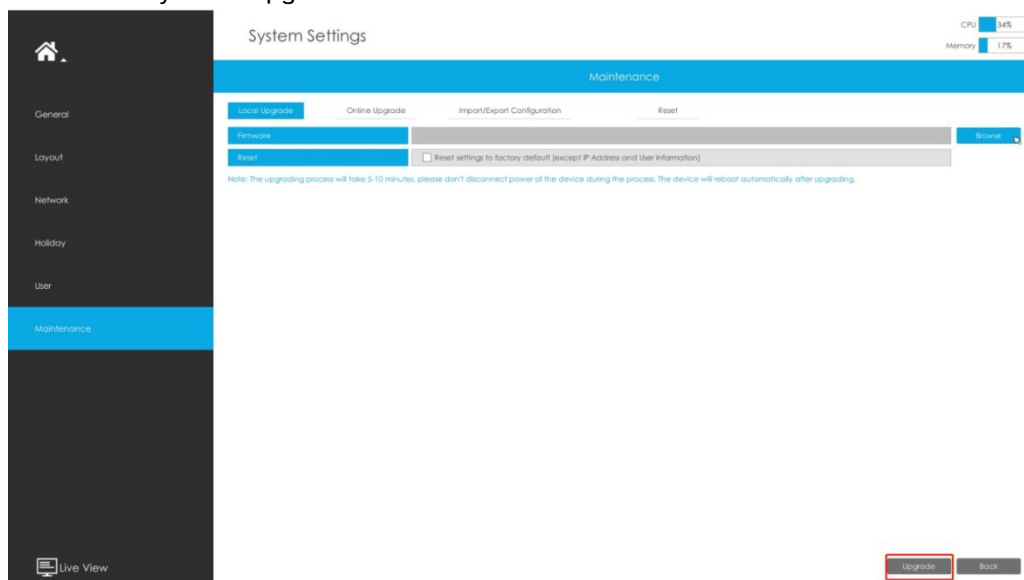 System Settings
CPU 34%
Memory 17%
Maintenance
General
Layout
Network
Holiday
User
Maintenance
Local Upgrade Online Upgrade Import/Export Configuration Reset
Firmware Browse
Reset Reset settings to factory default (except IP Address and User Information)
Note: The upgrading process will take 5-10 minutes, please don't disconnect power of the device during the process. The device will reboot automatically after upgrading.
Live View
Upgrade Back